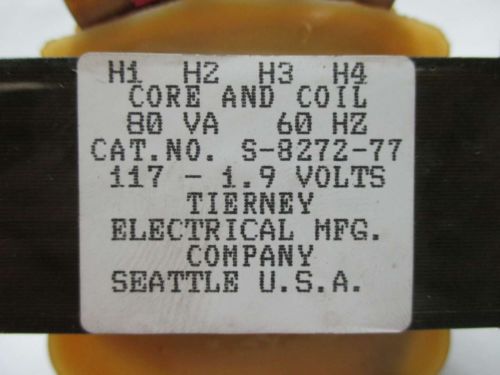 H1 H2 H3 H4
CORE AND COIL
80 VA 60 HZ
CAT.NO. S-8272-77
117 - 1.9 VOLTS
TIERNEY
ELECTRICAL MFG.
COMPANY
SEATTLE U.S.A.